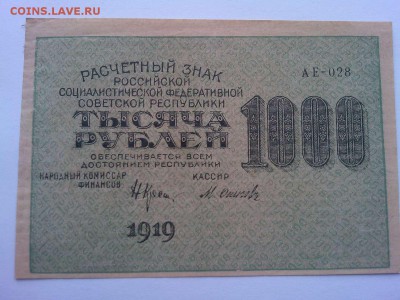 COINS.LAVE.RU
РАСЧЕТНЫЙ ЗНАК
РОССИЙСКОЙ
СОЦИАЛИСТИЧЕСКОЙ ФЕДЕРАТИВНОЙ
СОВЕТСКОЙ РЕСПУБЛИКИ
АЕ-028
ТЫСЯЧА
РУБЛЕЙ
1000
ОБЕСПЕЧИВАЕТСЯ ВСЕМ
ДОСТОЯНИЕМ РЕСПУБЛИКИ
НАРОДНЫЙ КОМИССАР
ФИНАНСОВ
КАССИР
1919